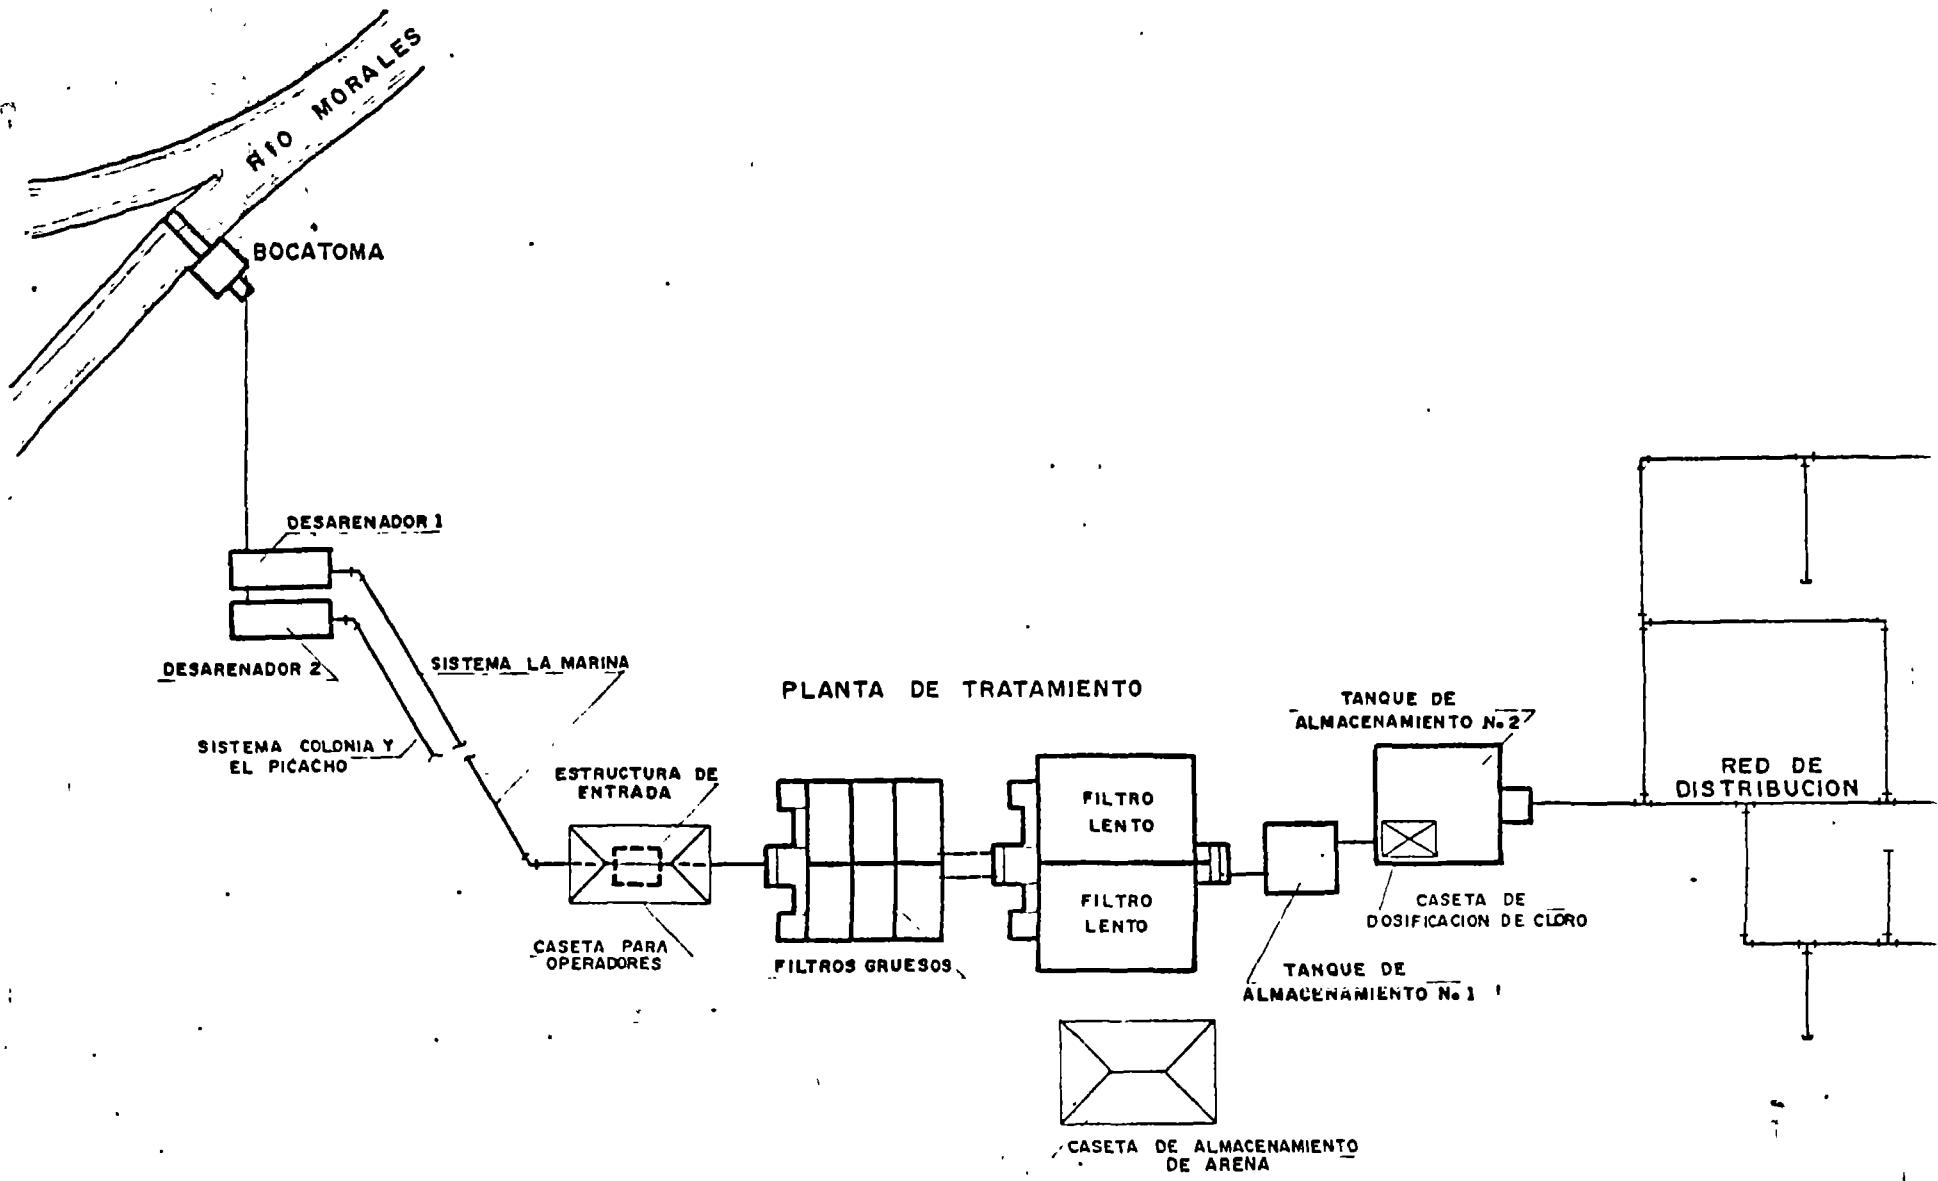 RIO MORALES
BOCATOMA
DESARENADOR 1
DESARENADOR 2
SISTEMA LA MARINA
SISTEMA COLONIA Y
EL PICACHO
PLANTA DE TRATAMIENTO
ESTRUCTURA DE
ENTRADA
CASETA PARA
OPERADORES
FILTROS GRUESOS
FILTRO
LENTO
FILTRO
LENTO
TANQUE DE
ALMACENAMIENTO No. 2
CASETA DE
DOSIFICACION DE CLORO
TANQUE DE
ALMACENAMIENTO No. 1
RED DE
DISTRIBUCION
CASETA DE ALMACENAMIENTO
DE ARENA